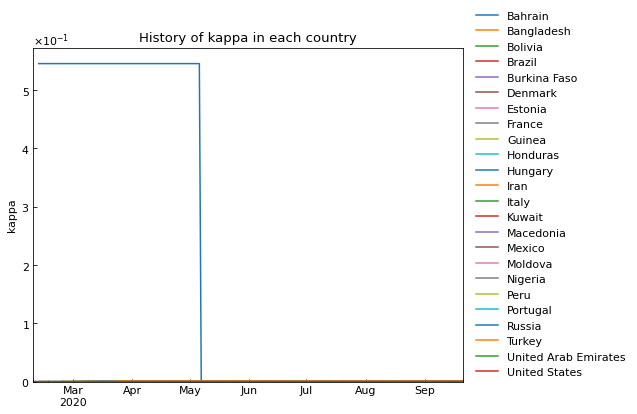 History of kappa in each country
×10⁻¹
kappa
5
4
3
2
1
0
Mar
2020
Apr
May
Jun
Jul
Aug
Sep
Bahrain
Bangladesh
Bolivia
Brazil
Burkina Faso
Denmark
Estonia
France
Guinea
Honduras
Hungary
Iran
Italy
Kuwait
Macedonia
Mexico
Moldova
Nigeria
Peru
Portugal
Russia
Turkey
United Arab Emirates
United States